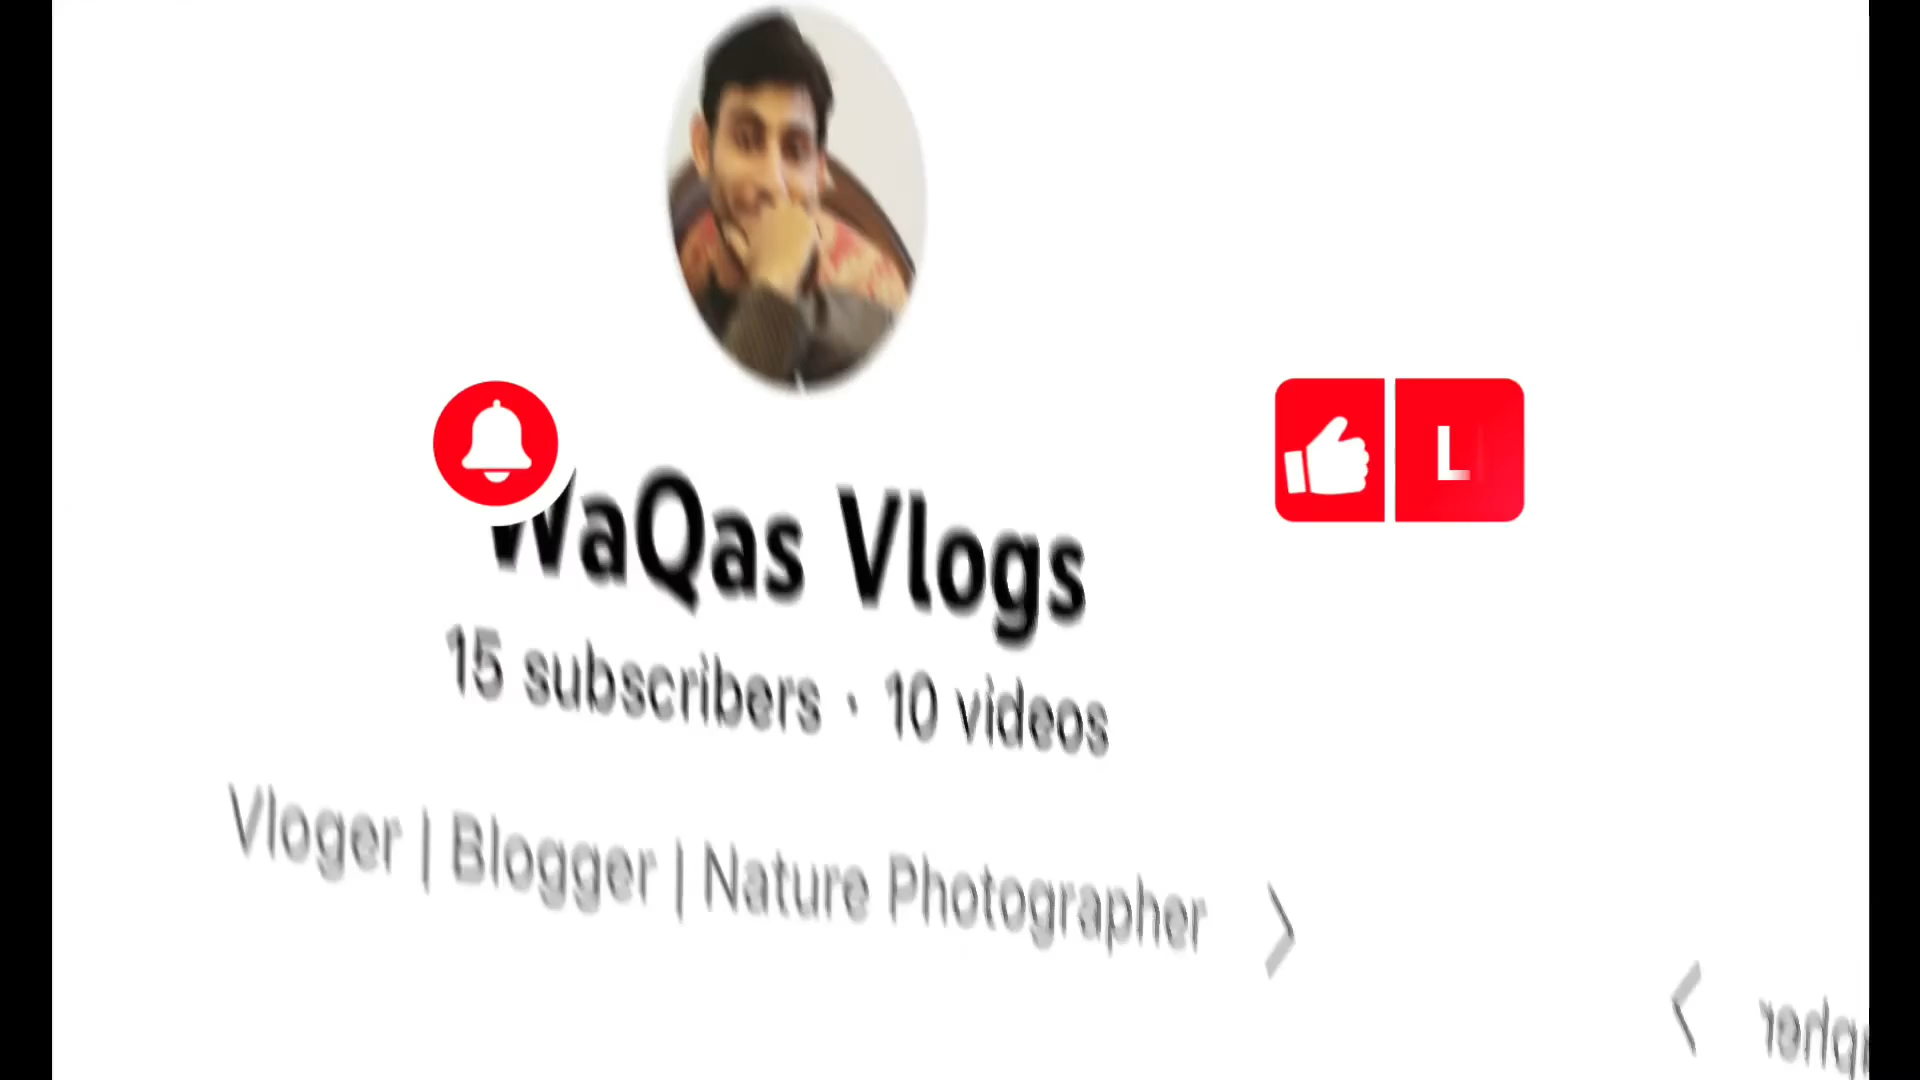 L
WaQas Vlogs
15 subscribers · 10 videos
Vloger | Blogger | Nature Photographer